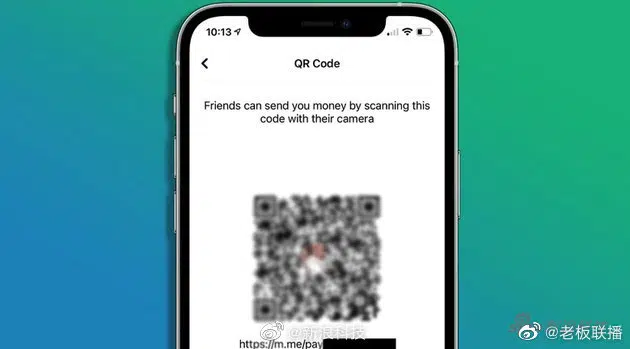 10:13
QR Code
Friends can send you money by scanning this
code with their camera
@新浪科技
https://m.me/pay
@老板联播